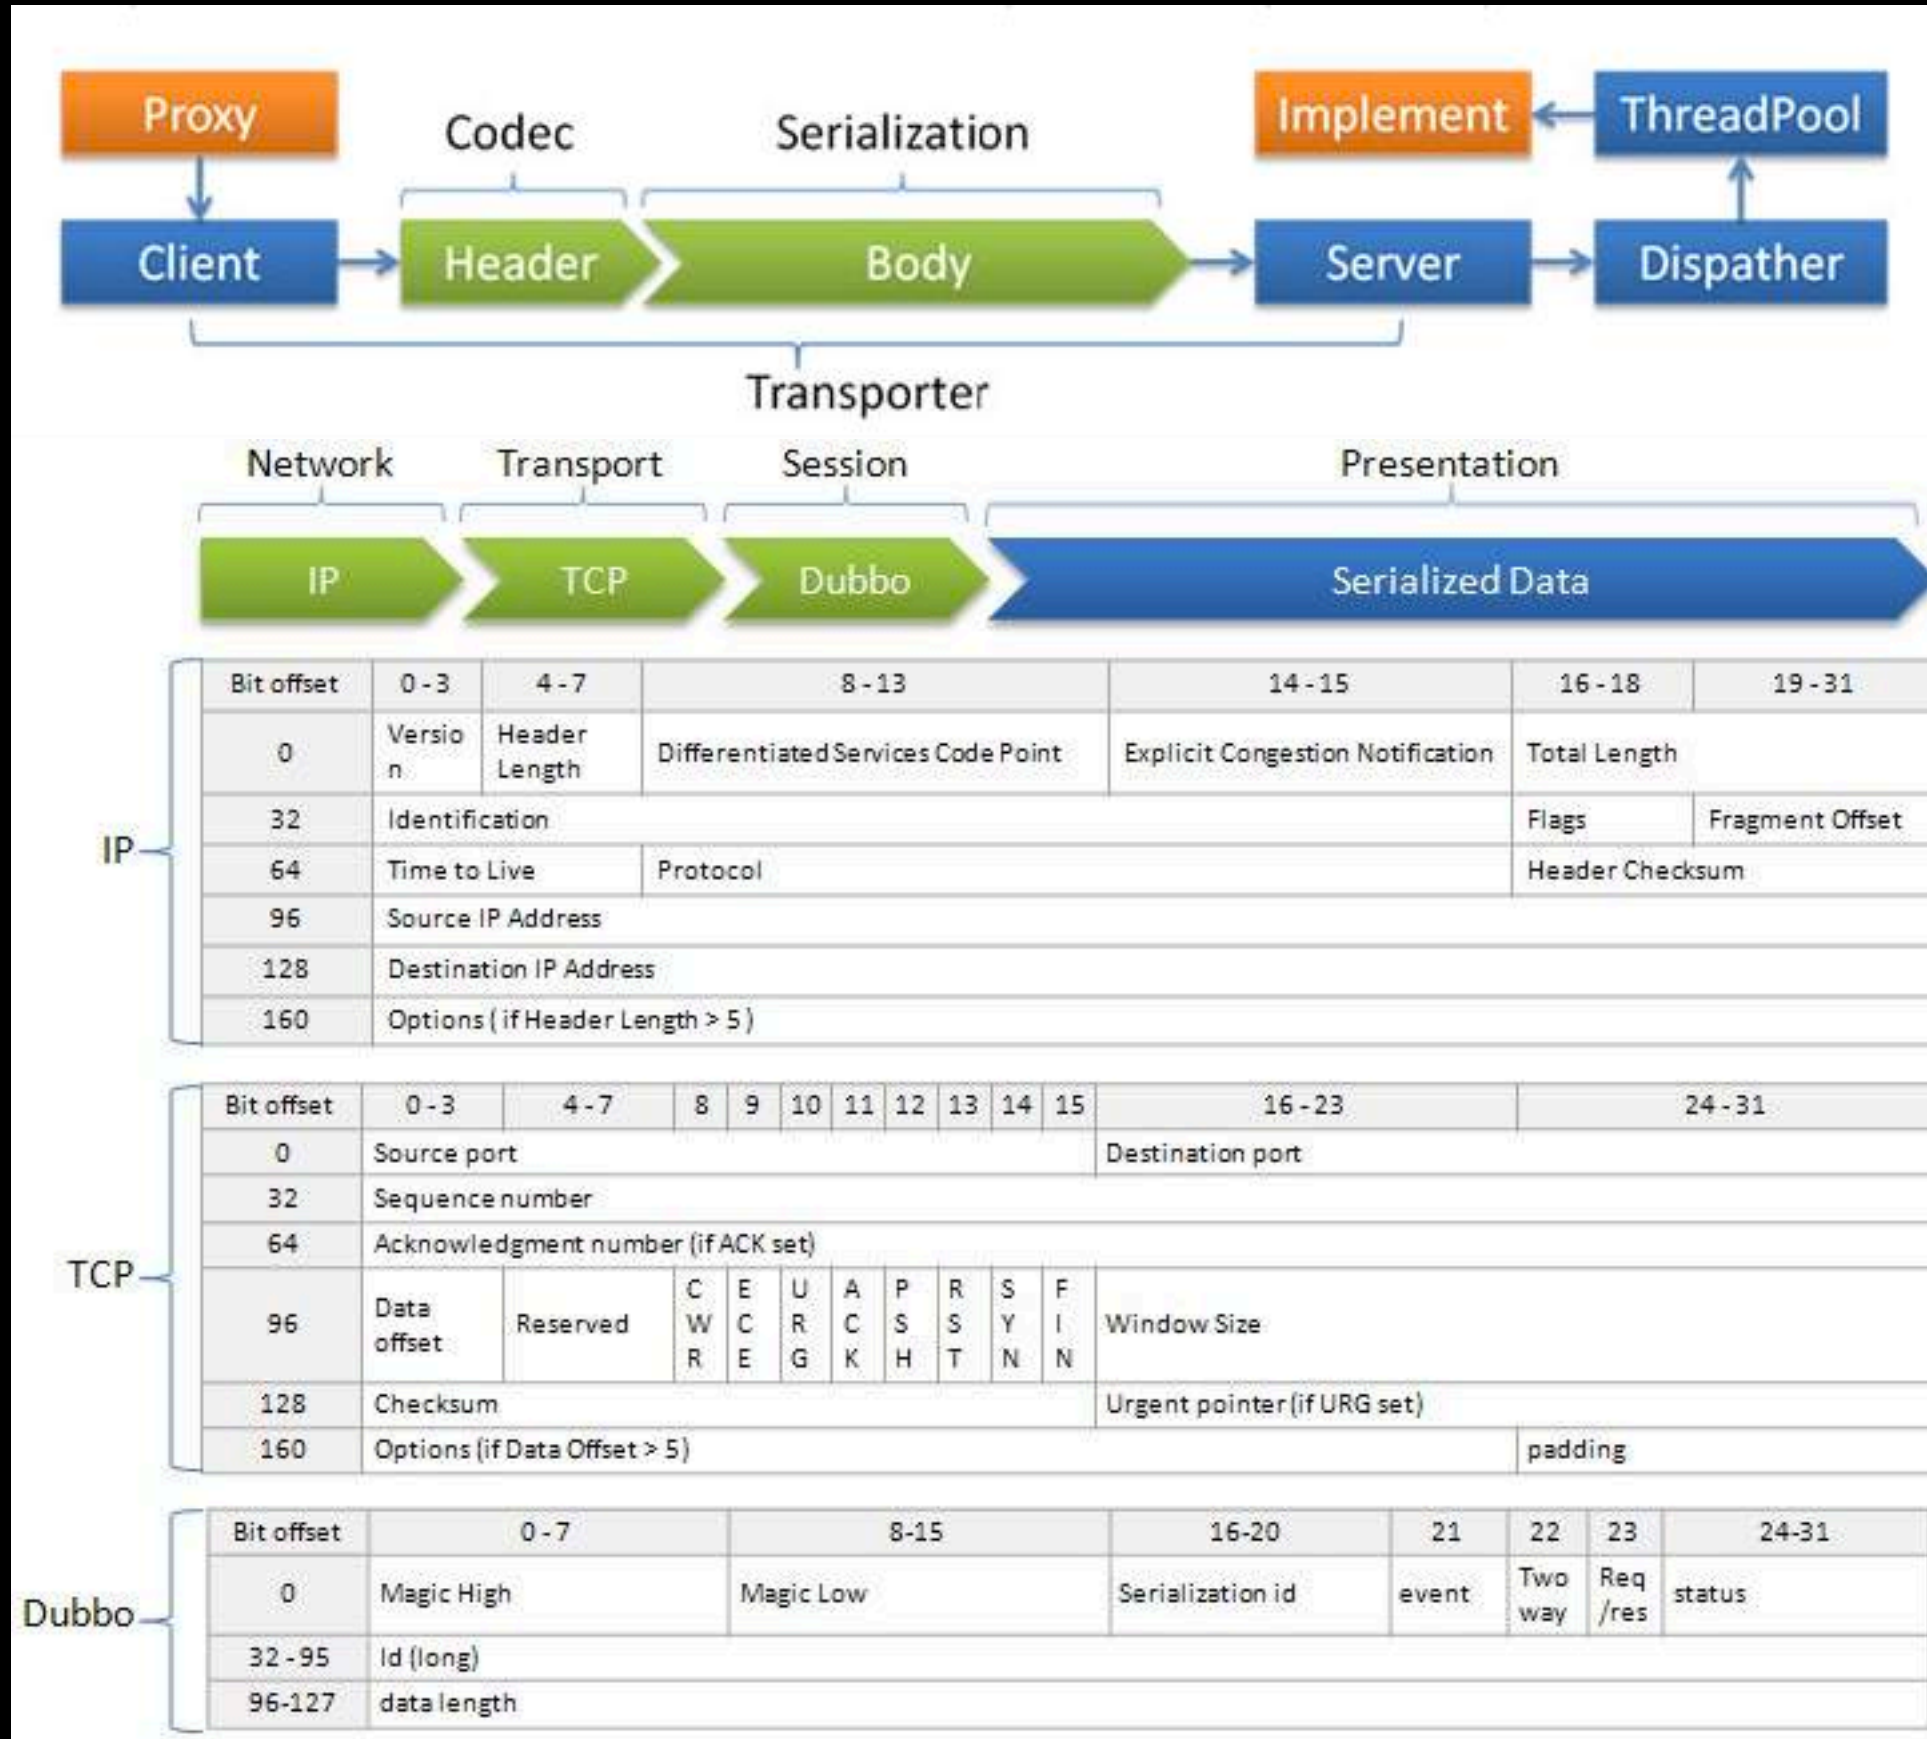 Proxy
Implement
ThreadPool
Codec
Serialization
Client
Header
Body
Server
Dispather
Transporter
Network
Transport
Session
Presentation
IP
TCP
Dubbo
Serialized Data
IP
Bit offset 0 - 3 4 - 7 8 - 13 14 - 15 16 - 18 19 - 31
0 Versio
n Header
Length Differentiated Services Code Point Explicit Congestion Notification Total Length
32 Identification Flags Fragment Offset
64 Time to Live Protocol Header Checksum
96 Source IP Address
128 Destination IP Address
160 Options ( if Header Length > 5 )
TCP
Bit offset 0 - 3 4 - 7 8 9 10 11 12 13 14 15 16 - 23 24 - 31
0 Source port Destination port
32 Sequence number
64 Acknowledgment number (if ACK set)
96 Data
offset Reserved CWR ECE URG ACK PSH RST SYN FIN Window Size
128 Checksum Urgent pointer (if URG set)
160 Options (if Data Offset > 5) padding
Dubbo
Bit offset 0 - 7 8-15 16-20 21 22 23 24-31
0 Magic High Magic Low Serialization id event Two
way Req
/res status
32 - 95 Id (long)
96-127 data length